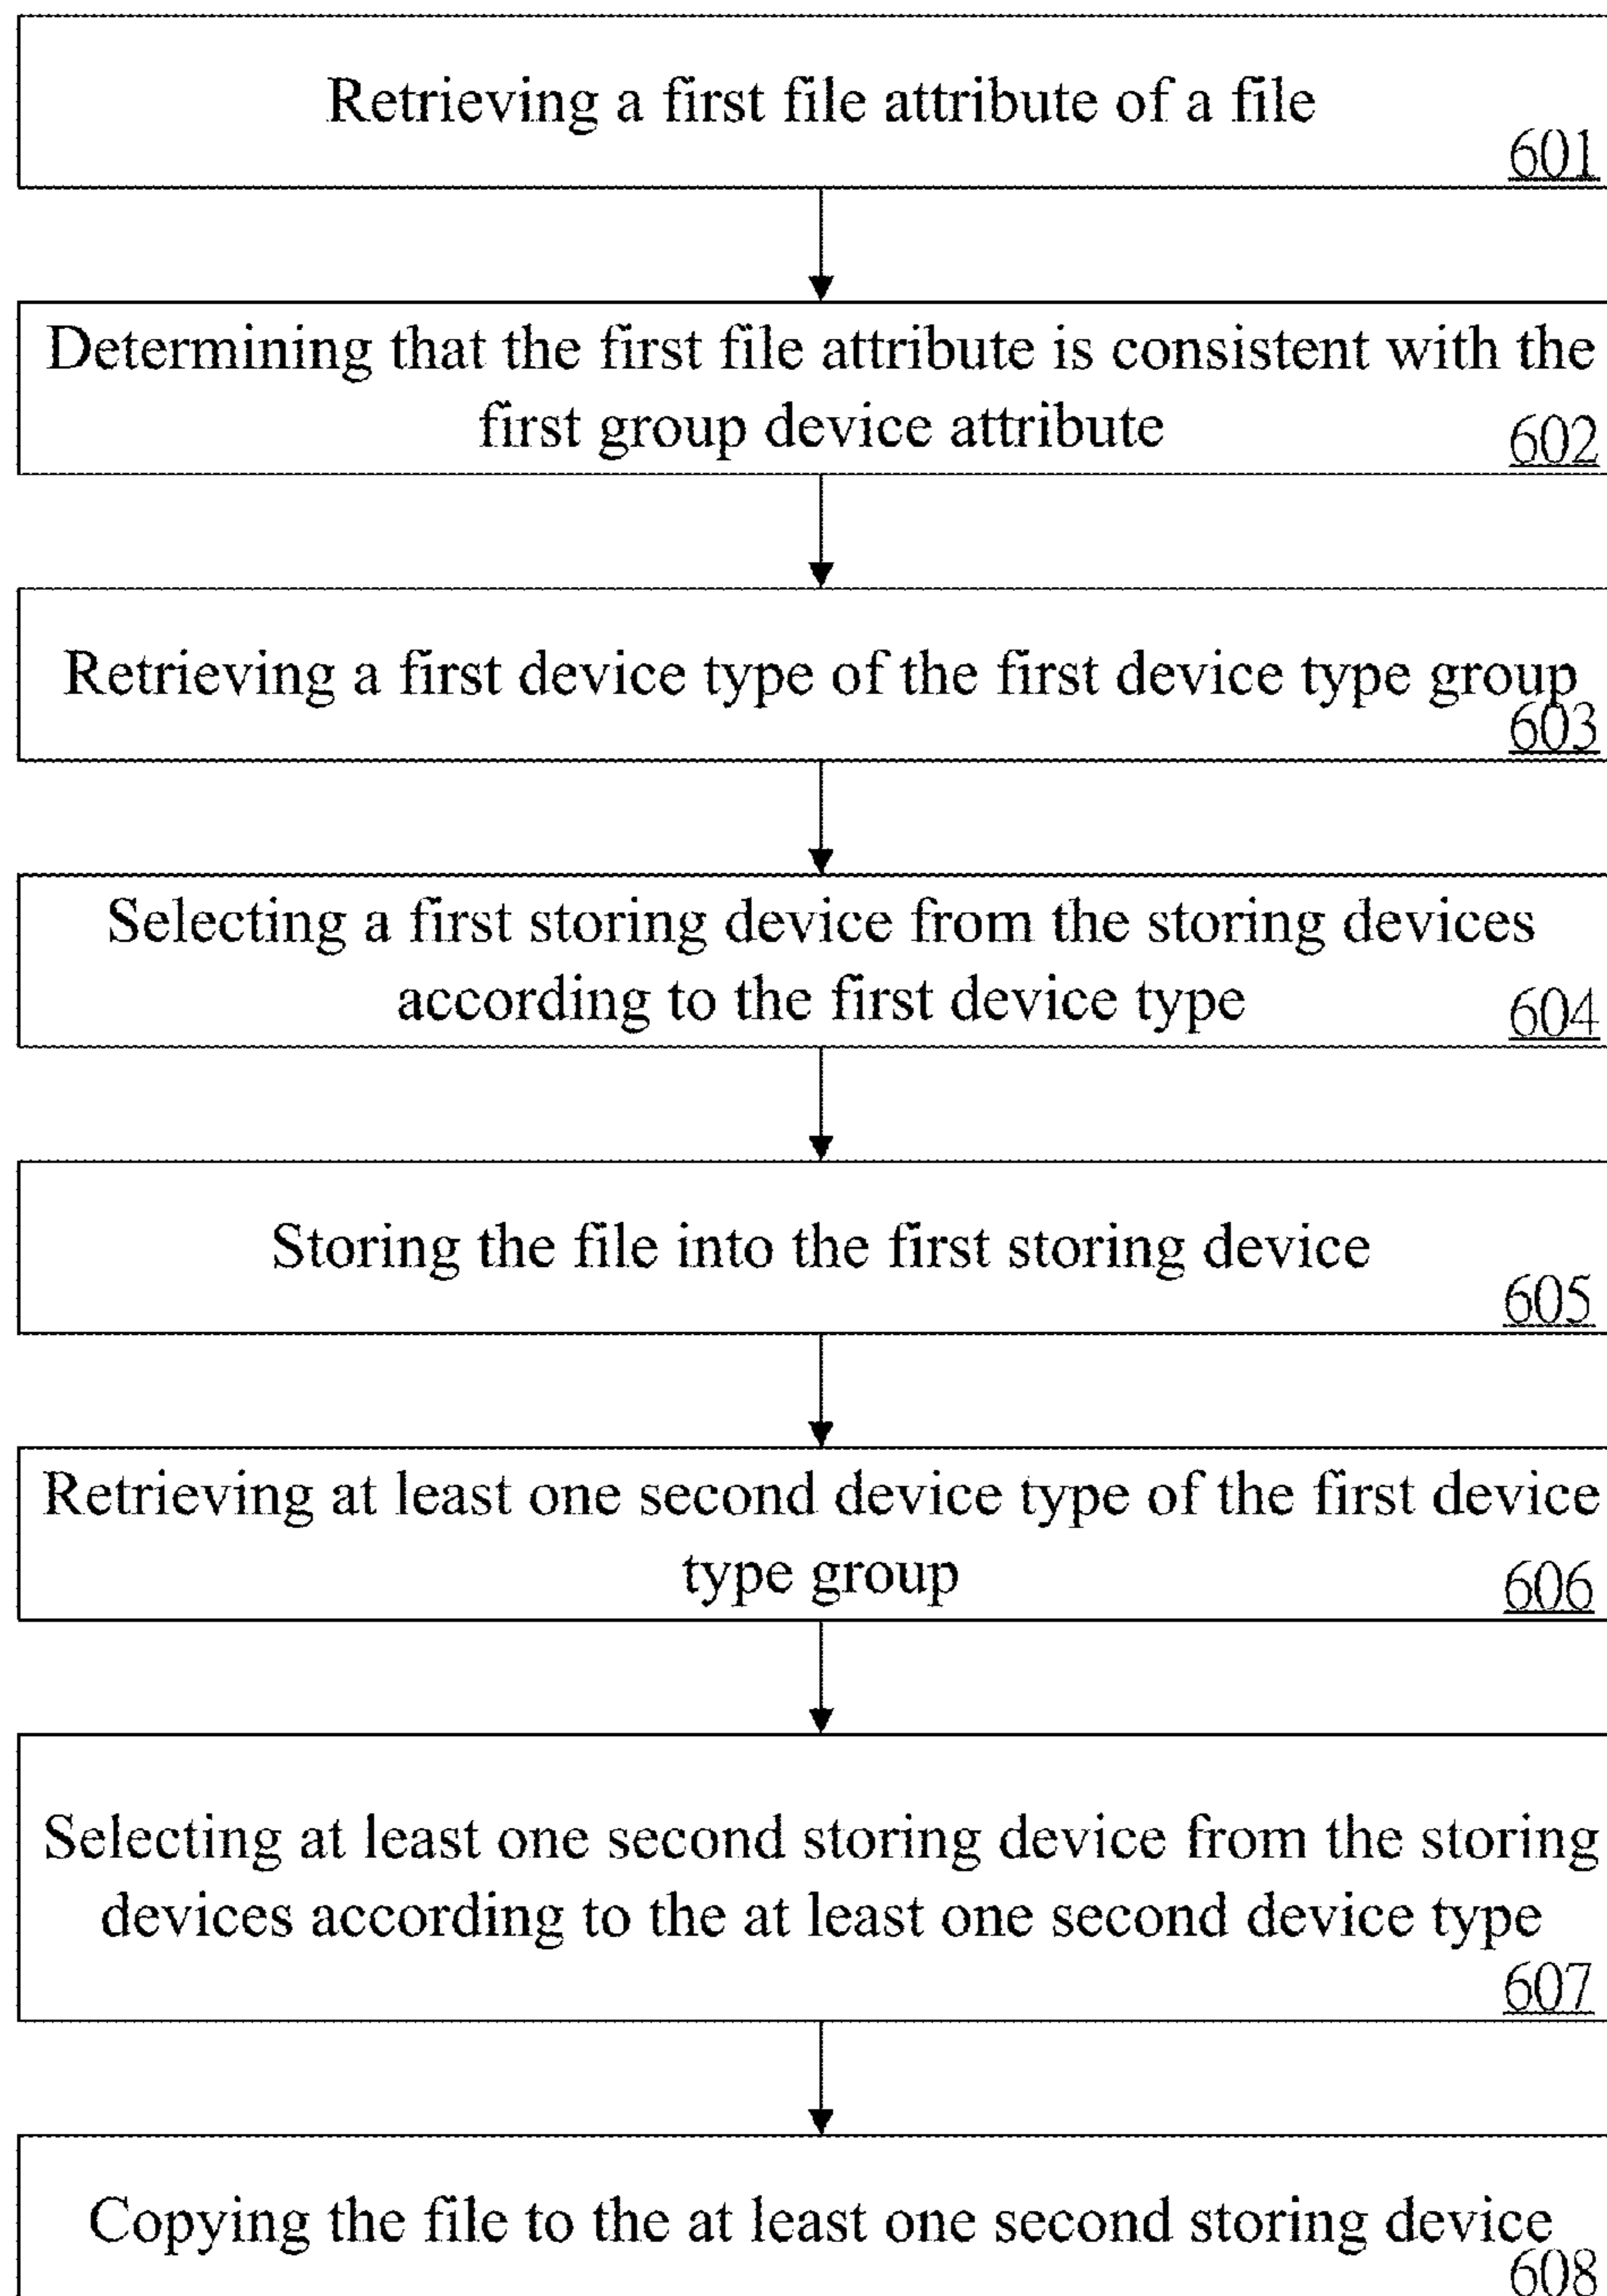 Retrieving a first file attribute of a file
601
Determining that the first file attribute is consistent with the
first group device attribute
602
Retrieving a first device type of the first device type group
603
Selecting a first storing device from the storing devices
according to the first device type
604
Storing the file into the first storing device
605
Retrieving at least one second device type of the first device
type group
606
Selecting at least one second storing device from the storing
devices according to the at least one second device type
607
Copying the file to the at least one second storing device
608